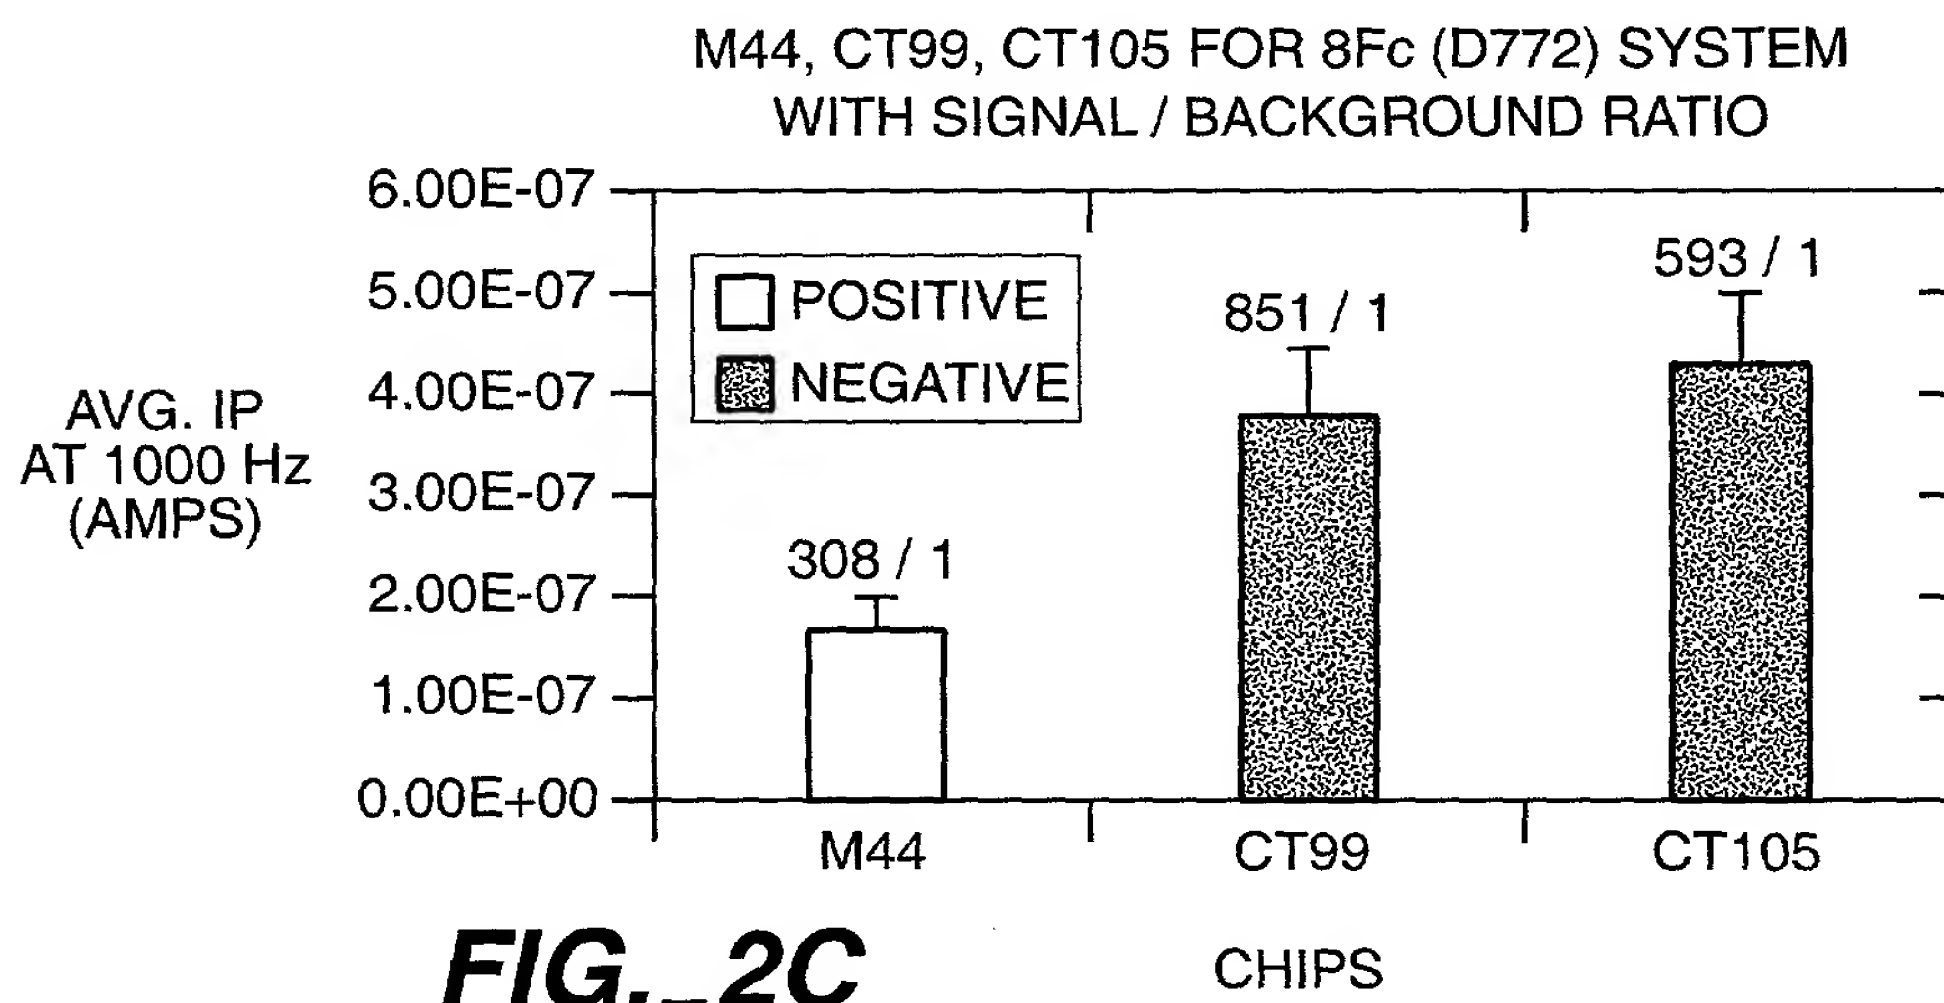 M44, CT99, CT105 FOR 8Fc (D772) SYSTEM
WITH SIGNAL / BACKGROUND RATIO
6.00E-07
5.00E-07
4.00E-07
3.00E-07
2.00E-07
1.00E-07
0.00E+00
AVG. IP
AT 1000 Hz
(AMPS)
POSITIVE
NEGATIVE
308 / 1
851 / 1
593 / 1
M44
CT99
CT105
CHIPS
FIG._2C